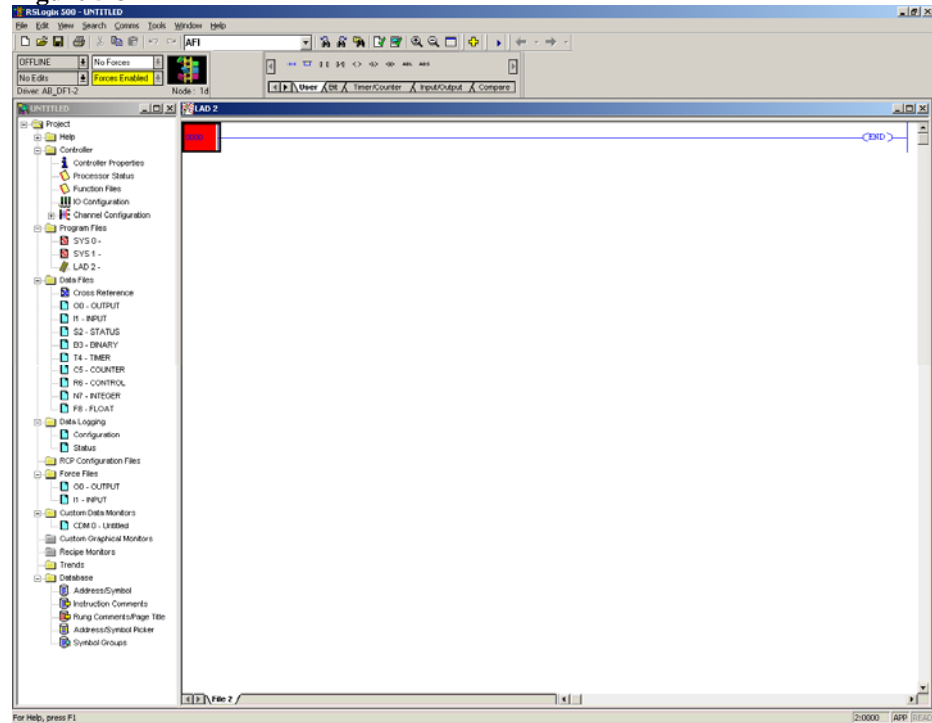 RSLogix 500 - UNTITLED
File Edit View Search Comms Tools Window Help
AFI
OFFLINE No Forces
No Edits Forces Enabled
Driver: AB_DF1-2 Node: 1d
User Bit Timer/Counter Input/Output Compare
UNTITLED
LAD 2
Project
Help
Controller
Controller Properties
Processor Status
Function Files
IO Configuration
Channel Configuration
Program Files
SYS 0 -
SYS 1 -
LAD 2 -
Data Files
Cross Reference
O0 - OUTPUT
I1 - INPUT
S2 - STATUS
B3 - BINARY
T4 - TIMER
C5 - COUNTER
R6 - CONTROL
N7 - INTEGER
F8 - FLOAT
Data Logging
Configuration
Status
RCP Configuration Files
Force Files
O0 - OUTPUT
I1 - INPUT
Custom Data Monitors
CDM 0 - Untitled
Custom Graphical Monitors
Recipe Monitors
Trends
Database
Address/Symbol
Instruction Comments
Rung Comments/Page Title
Address/Symbol Picker
Symbol Groups
0000
END
File 2
For Help, press F1
2:0000 APP READ